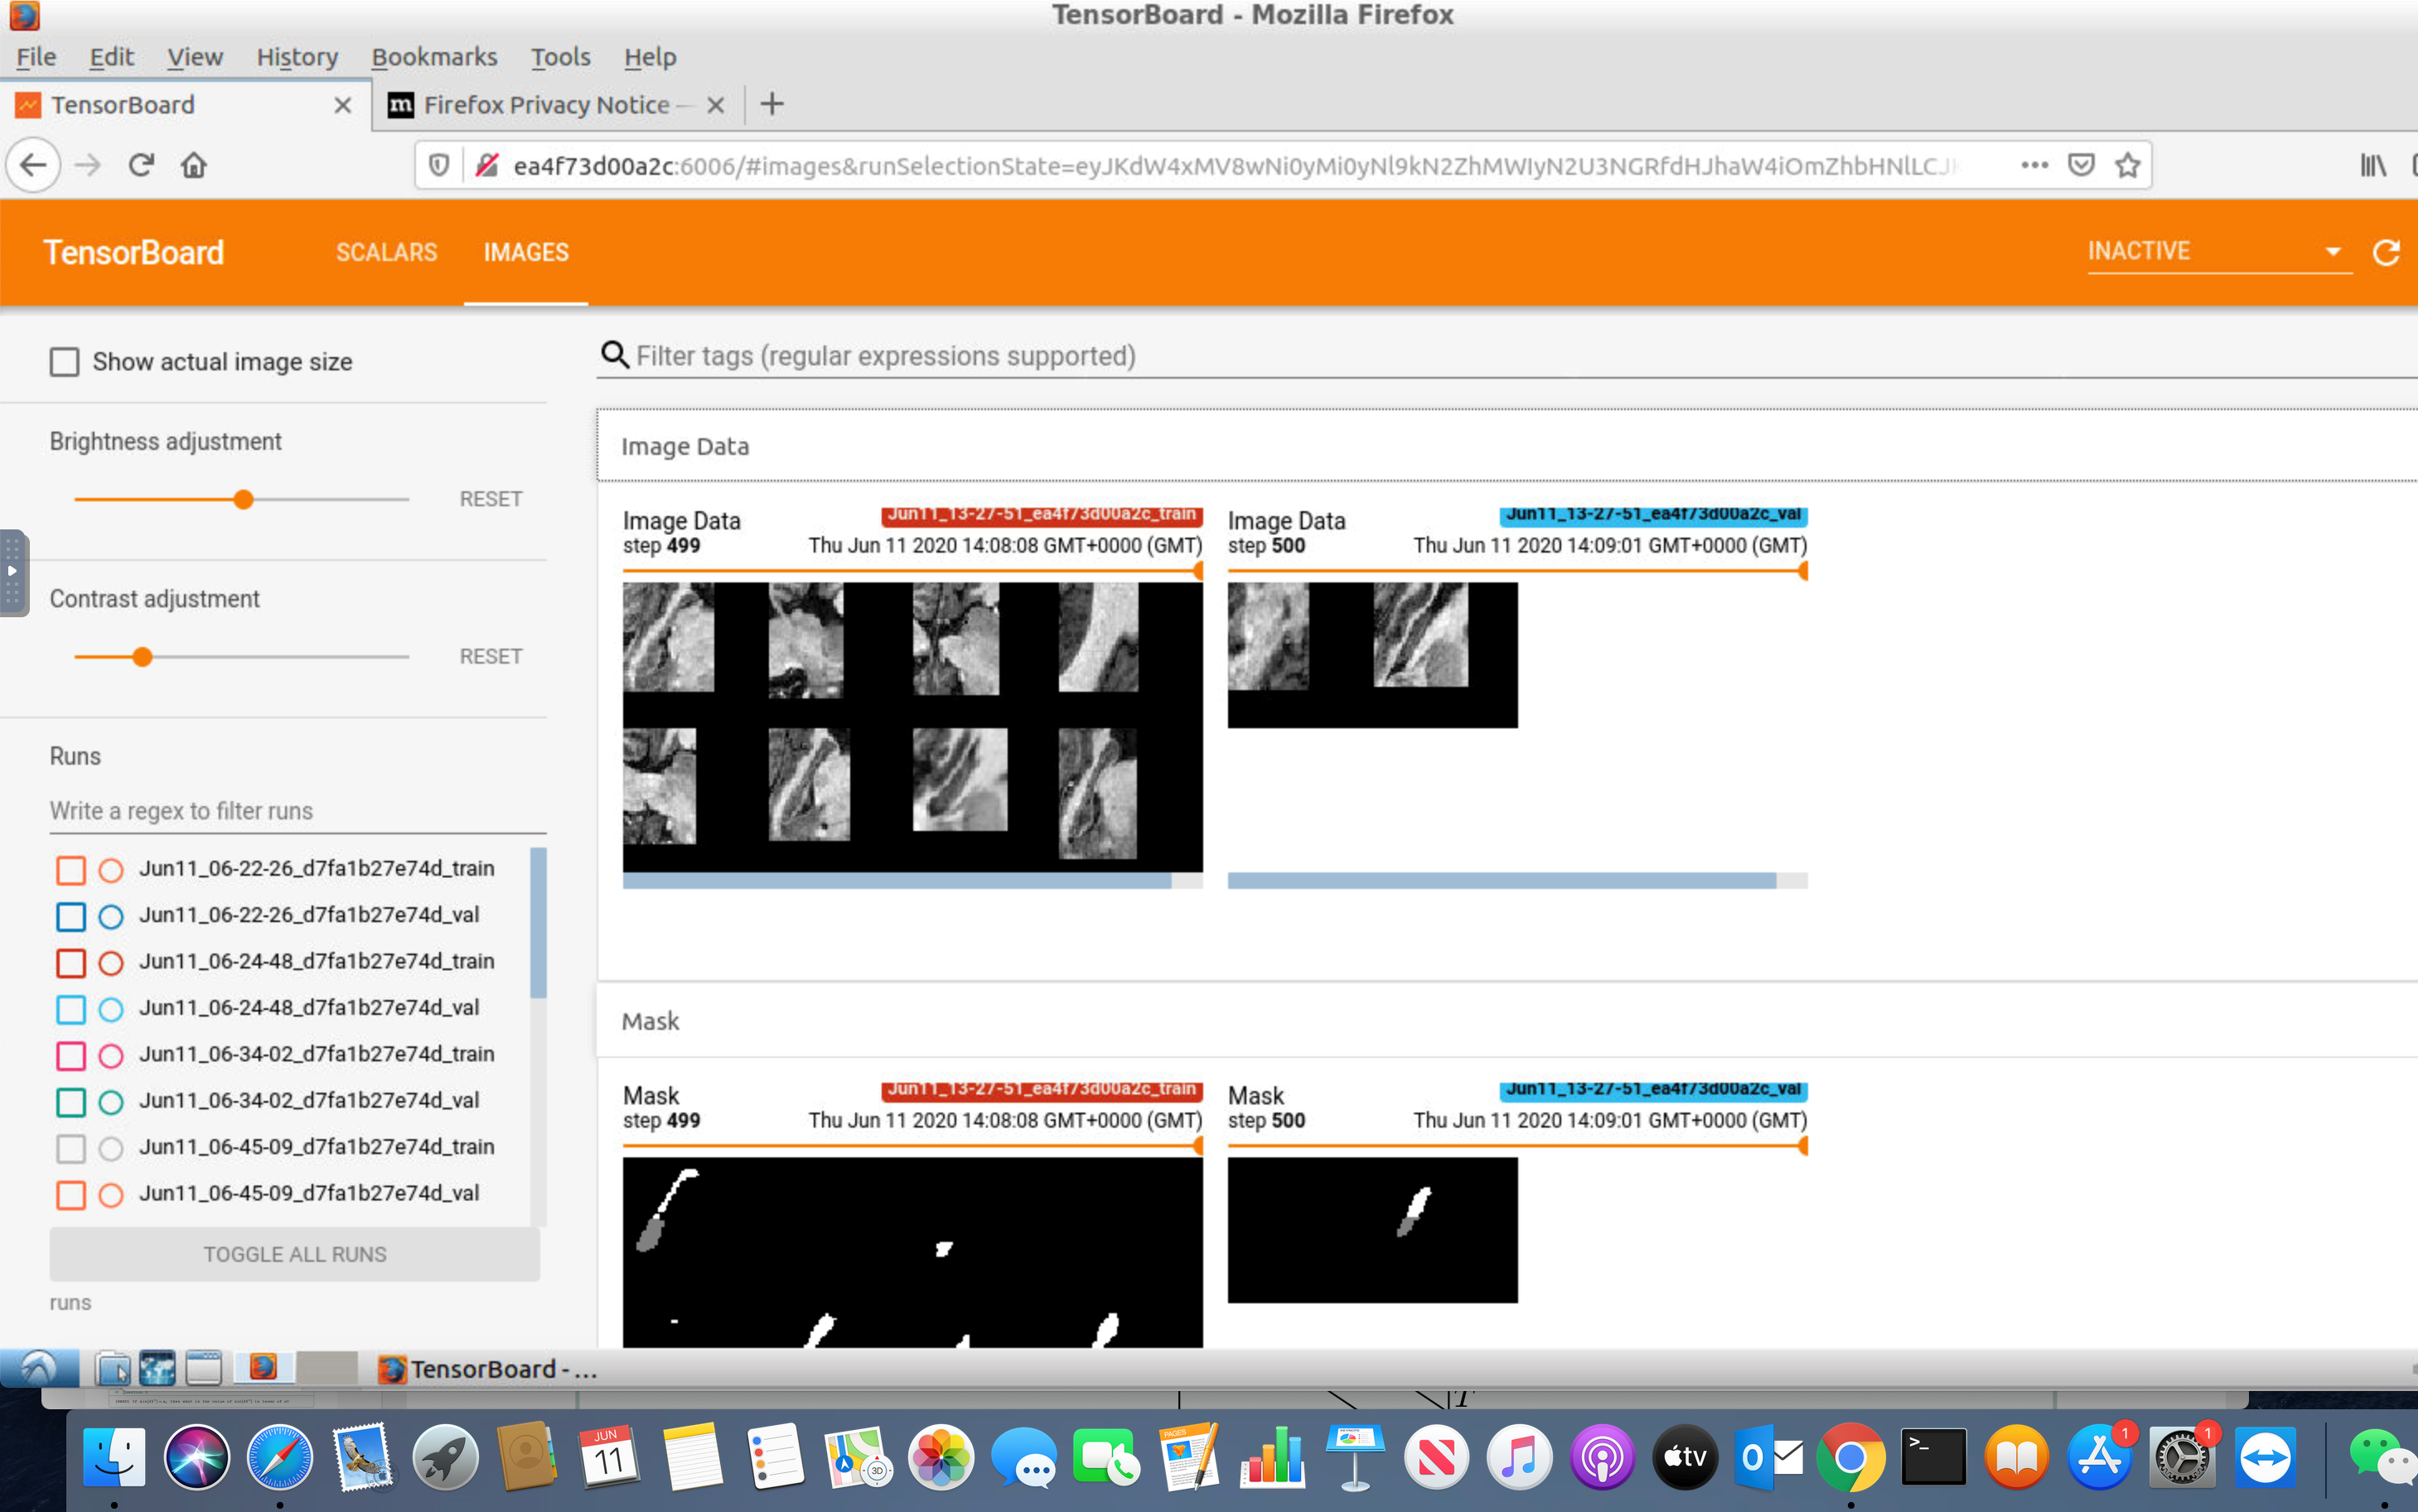 TensorBoard - Mozilla Firefox
File Edit View History Bookmarks Tools Help
TensorBoard
m Firefox Privacy Notice —
ea4f73d00a2c:6006/#images&runSelectionState=eyJKdW4xMV8wNi0yMi0yNl9kN2ZhMWIyN2U3NGRfdHJhaW4iOmZhbHNlLCJ
TensorBoard SCALARS IMAGES INACTIVE
Show actual image size
Filter tags (regular expressions supported)
Brightness adjustment
RESET
Contrast adjustment
RESET
Runs
Write a regex to filter runs
Jun11_06-22-26_d7fa1b27e74d_train
Jun11_06-22-26_d7fa1b27e74d_val
Jun11_06-24-48_d7fa1b27e74d_train
Jun11_06-24-48_d7fa1b27e74d_val
Jun11_06-34-02_d7fa1b27e74d_train
Jun11_06-34-02_d7fa1b27e74d_val
Jun11_06-45-09_d7fa1b27e74d_train
Jun11_06-45-09_d7fa1b27e74d_val
TOGGLE ALL RUNS
runs
Image Data
Image Data Jun11_13-27-51_ea4f73d00a2c_train
step 499 Thu Jun 11 2020 14:08:08 GMT+0000 (GMT)
Image Data Jun11_13-27-51_ea4f73d00a2c_val
step 500 Thu Jun 11 2020 14:09:01 GMT+0000 (GMT)
Mask
Mask Jun11_13-27-51_ea4f73d00a2c_train
step 499 Thu Jun 11 2020 14:08:08 GMT+0000 (GMT)
Mask Jun11_13-27-51_ea4f73d00a2c_val
step 500 Thu Jun 11 2020 14:09:01 GMT+0000 (GMT)
TensorBoard - ...
JUN
11
3D
PAGES
tv
O
>_
1
1